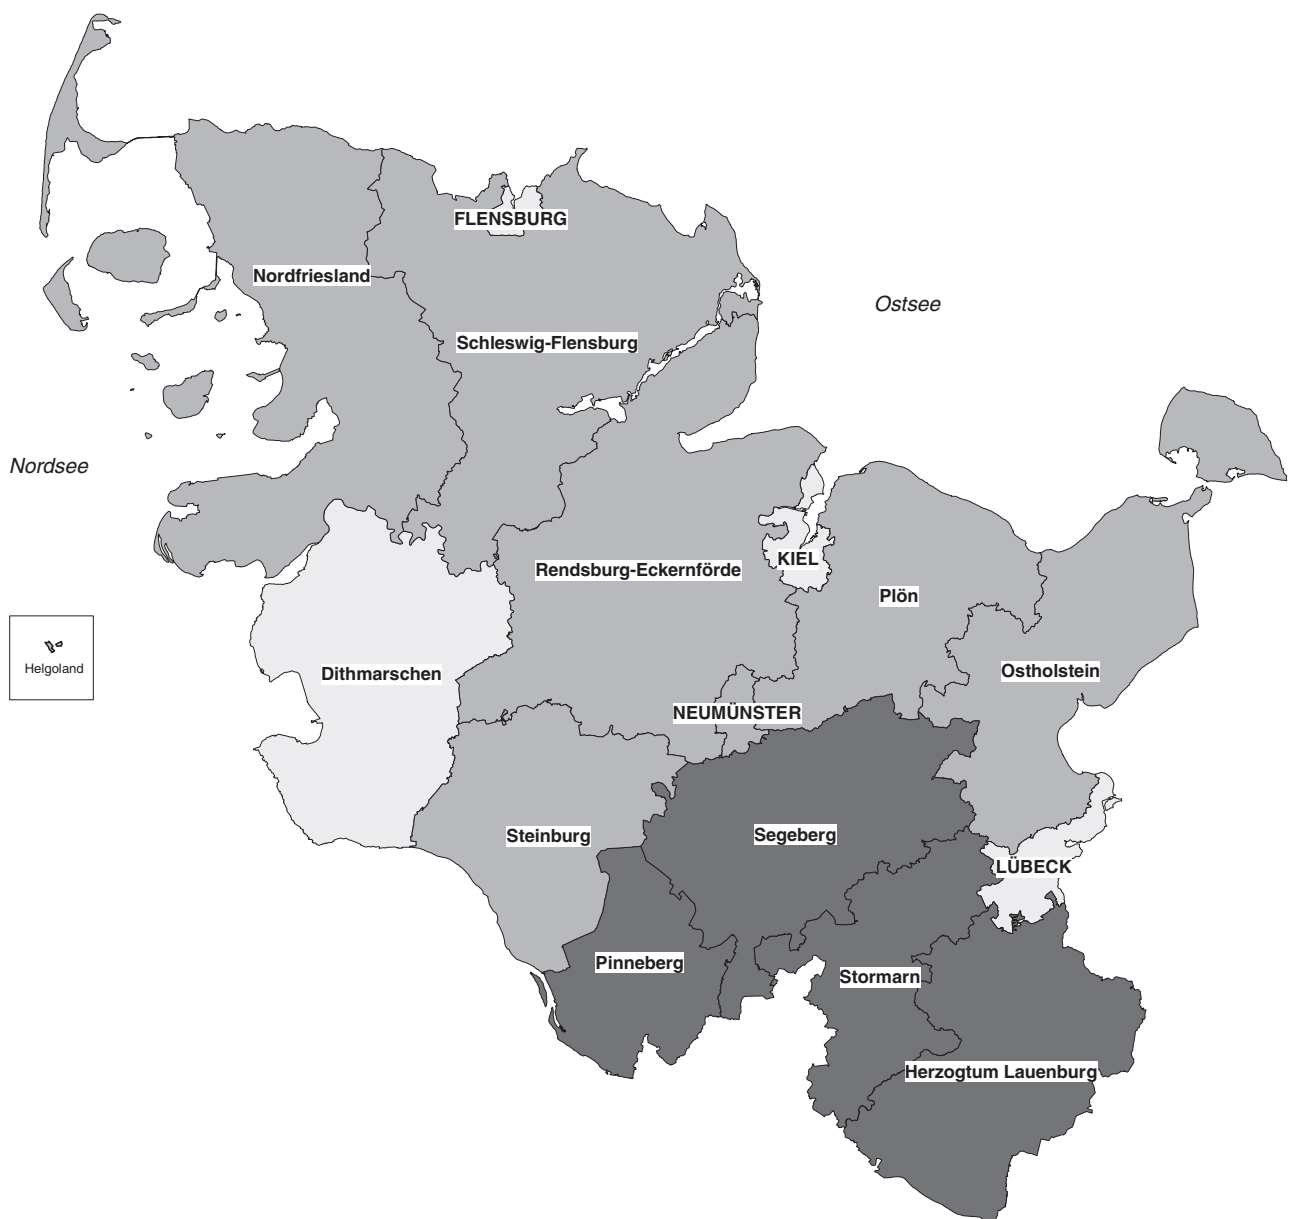 FLENSBURG
Nordfriesland
Ostsee
Schleswig-Flensburg
Nordsee
KIEL
Rendsburg-Eckernförde
Plön
Helgoland
Dithmarschen
Ostholstein
NEUMÜNSTER
Steinburg
Segeberg
LÜBECK
Pinneberg
Stormarn
Herzogtum Lauenburg